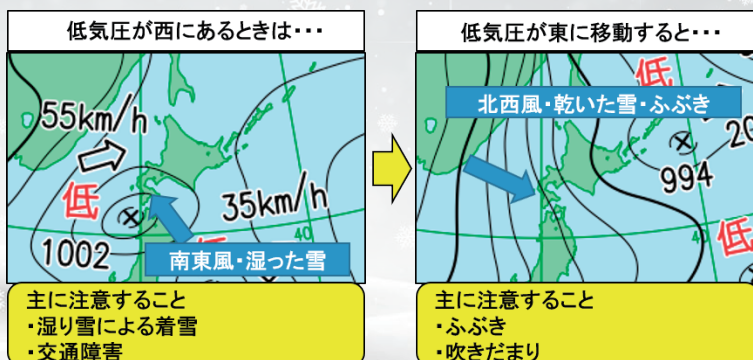 低気圧が西にあるときは・・・
55km/h
低
35km/h
1002
40
南東風・湿った雪
主に注意すること
・湿り雪による着雪
・交通障害
低気圧が東に移動すると・・・
低
北西風・乾いた雪・ふぶき
20
994
低
40
主に注意すること
・ふぶき
・吹きだまり